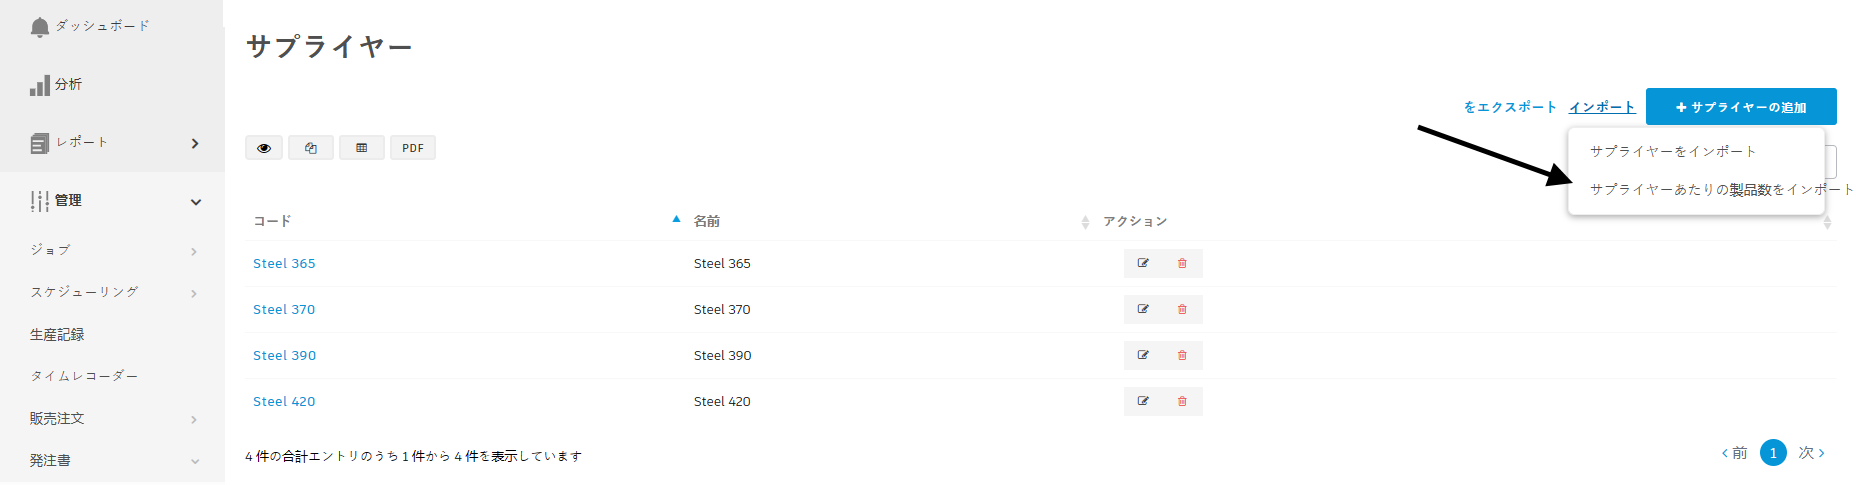 ダッシュボード
分析
レポート
管理
ジョブ
スケジューリング
生産記録
タイムレコーダー
販売注文
発注書
サプライヤー
をエクスポート インポート + サプライヤーの追加
サプライヤーをインポート
サプライヤーあたりの製品数をインポート
PDF
コード 名前 アクション
Steel 365 Steel 365
Steel 370 Steel 370
Steel 390 Steel 390
Steel 420 Steel 420
4 件の合計エントリのうち 1 件から 4 件を表示しています
前 1 次